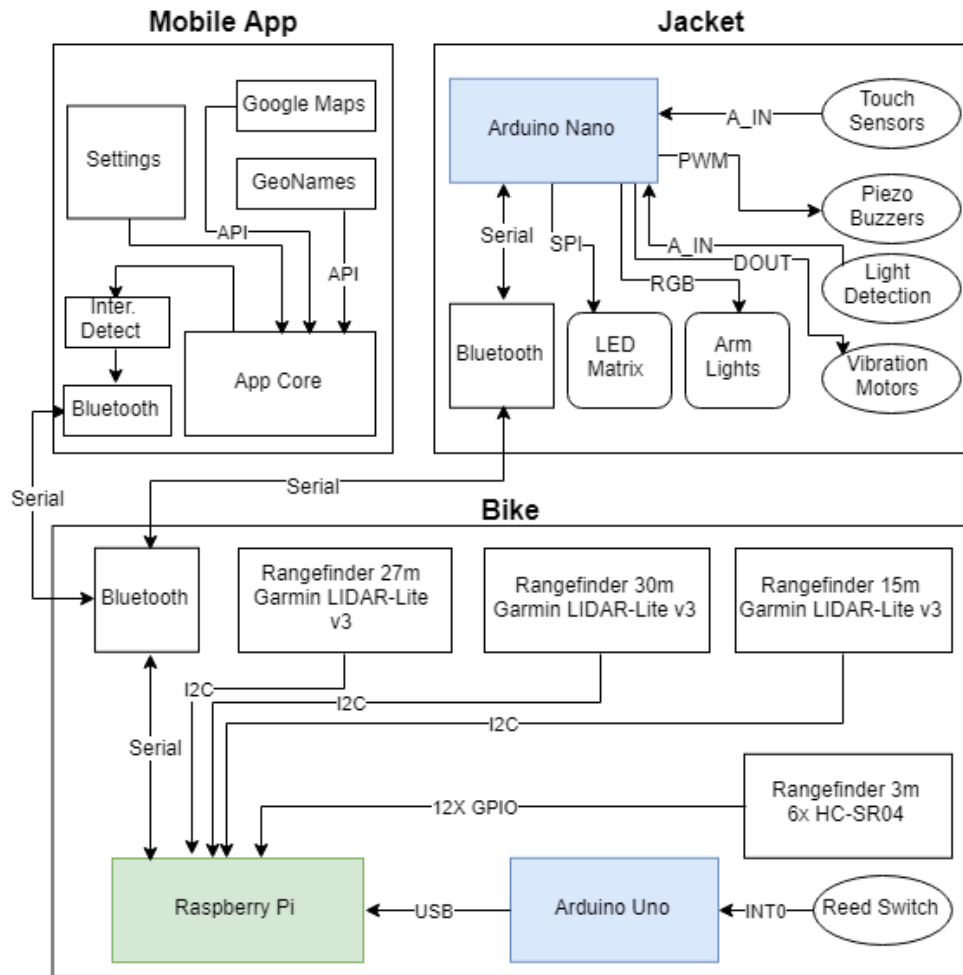 Mobile App
Jacket
Google Maps
Settings
GeoNames
API
API
Inter.
Detect
App Core
Bluetooth
Arduino Nano
A_IN
Touch
Sensors
PWM
Piezo
Buzzers
Serial
SPI
A_IN
DOUT
RGB
Light
Detection
Bluetooth
LED
Matrix
Arm
Lights
Vibration
Motors
Serial
Serial
Bike
Bluetooth
Rangefinder 27m
Garmin LIDAR-Lite
v3
Rangefinder 30m
Garmin LIDAR-Lite v3
Rangefinder 15m
Garmin LIDAR-Lite v3
I2C
I2C
I2C
Serial
12X GPIO
Rangefinder 3m
6x HC-SR04
Raspberry Pi
USB
Arduino Uno
INT0
Reed Switch